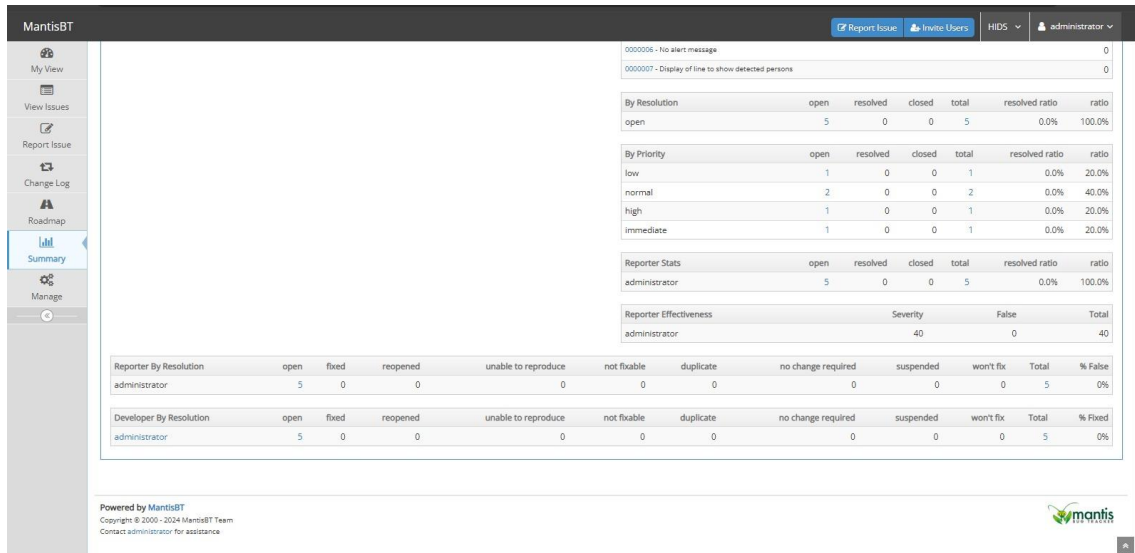 MantisBT
Report Issue
Invite Users
HIDS
administrator
My View
View Issues
Report Issue
Change Log
Roadmap
Summary
Manage
0000006 - No alert message 0
0000007 - Display of line to show detected persons 0
By Resolution open resolved closed total resolved ratio ratio
open 5 0 0 5 0.0% 100.0%
By Priority open resolved closed total resolved ratio ratio
low 1 0 0 1 0.0% 20.0%
normal 2 0 0 2 0.0% 40.0%
high 1 0 0 1 0.0% 20.0%
immediate 1 0 0 1 0.0% 20.0%
Reporter Stats open resolved closed total resolved ratio ratio
administrator 5 0 0 5 0.0% 100.0%
Reporter Effectiveness Severity False Total
administrator 40 0 40
Reporter By Resolution open fixed reopened unable to reproduce not fixable duplicate no change required suspended won't fix Total % False
administrator 5 0 0 0 0 0 0 0 0 5 0%
Developer By Resolution open fixed reopened unable to reproduce not fixable duplicate no change required suspended won't fix Total % Fixed
administrator 5 0 0 0 0 0 0 0 0 5 0%
Powered by MantisBT
Copyright © 2000 - 2024 MantisBT Team
Contact administrator for assistance
mantis
BUG TRACKER